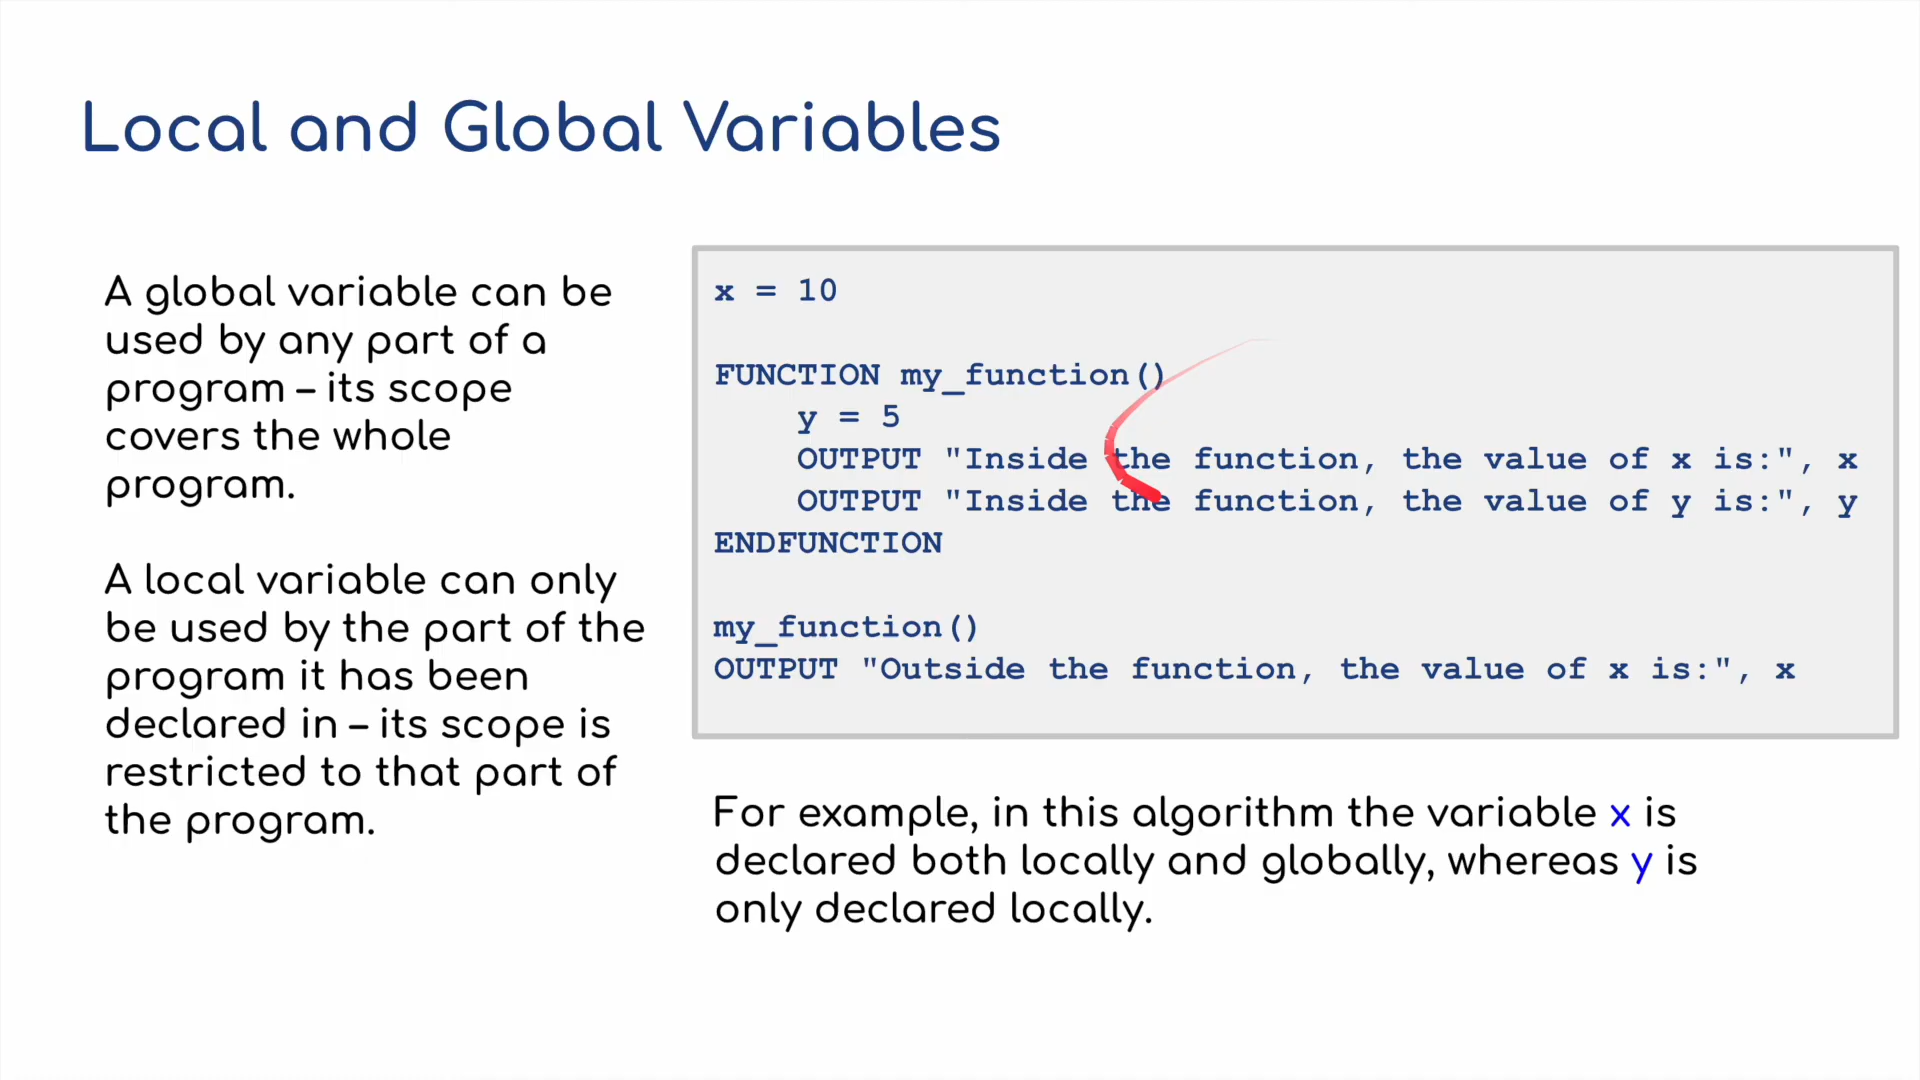 Local and Global Variables
A global variable can be
used by any part of a
program – its scope
covers the whole
program.
A local variable can only
be used by the part of the
program it has been
declared in – its scope is
restricted to that part of
the program.
x = 10
FUNCTION my_function()
    y = 5
    OUTPUT "Inside the function, the value of x is:", x
    OUTPUT "Inside the function, the value of y is:", y
ENDFUNCTION
my_function()
OUTPUT "Outside the function, the value of x is:", x
For example, in this algorithm the variable x is
declared both locally and globally, whereas y is
only declared locally.